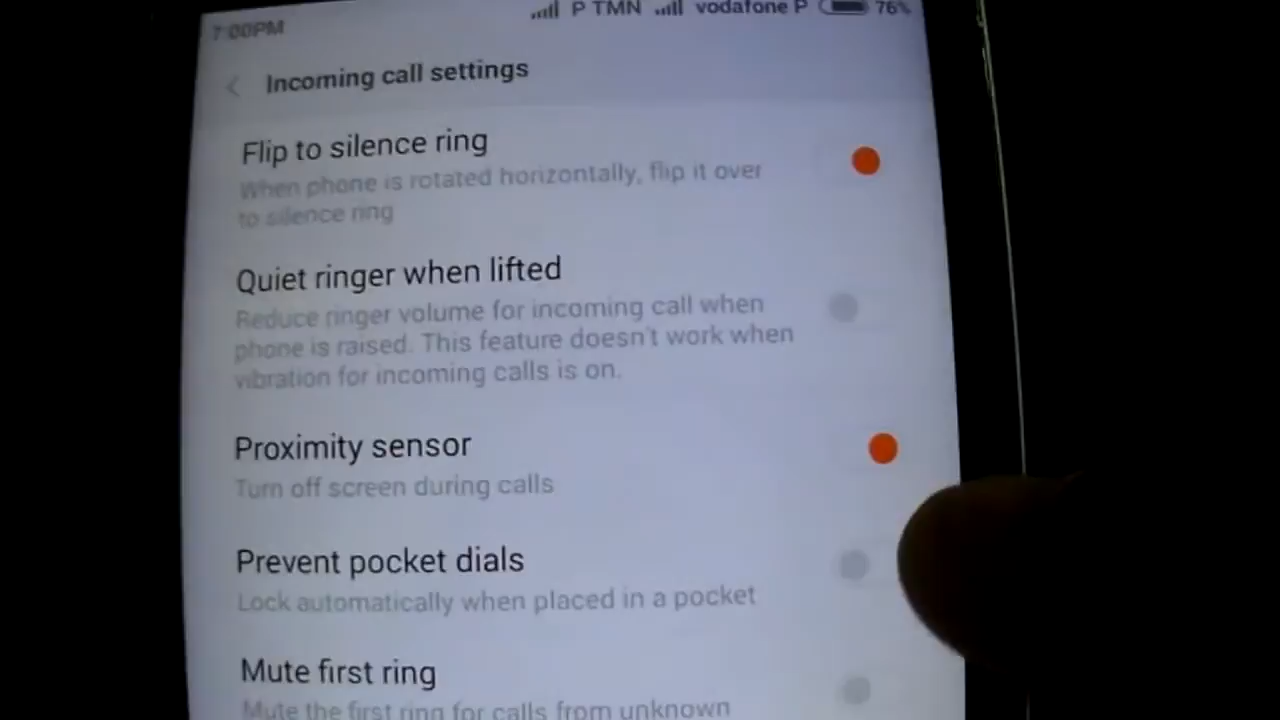 7:00PM P TMN vodafone P 76%
Incoming call settings
Flip to silence ring
When phone is rotated horizontally, flip it over
to silence ring
Quiet ringer when lifted
Reduce ringer volume for incoming call when
phone is raised. This feature doesn't work when
vibration for incoming calls is on.
Proximity sensor
Turn off screen during calls
Prevent pocket dials
Lock automatically when placed in a pocket
Mute first ring
Mute the first ring for calls from unknown